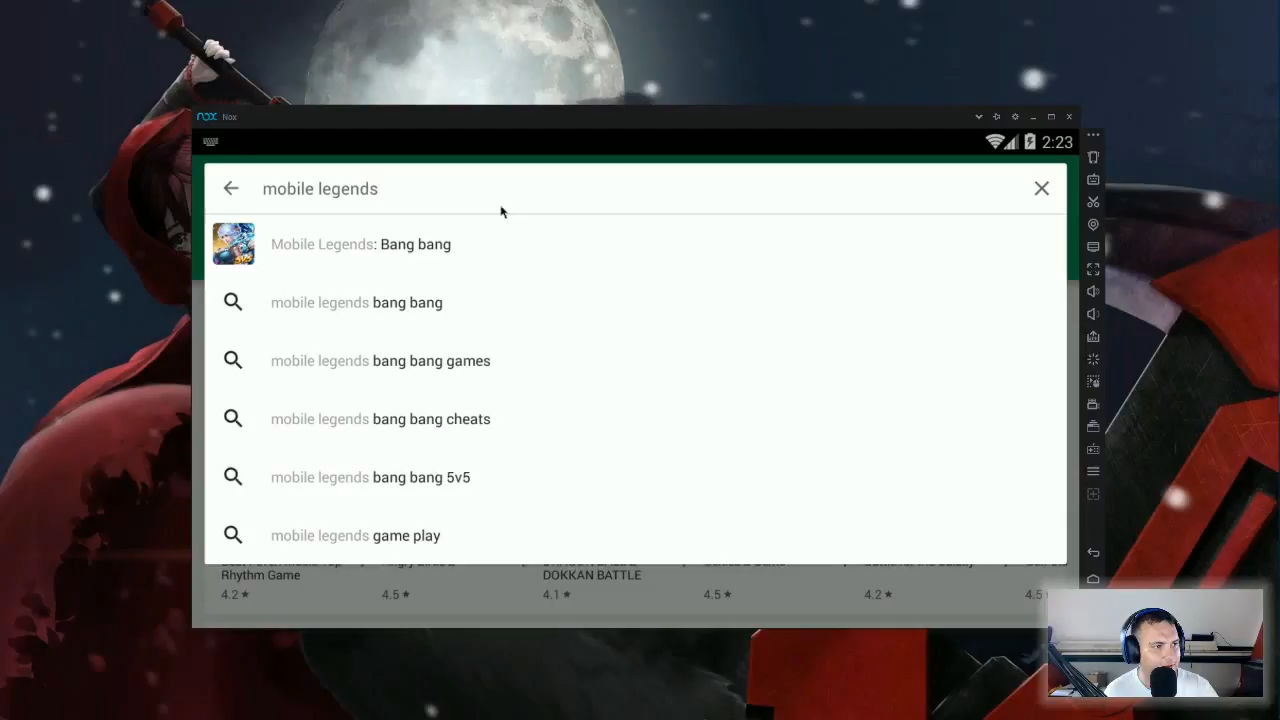 nox Nox
2:23
mobile legends
Mobile Legends: Bang bang
mobile legends bang bang
mobile legends bang bang games
mobile legends bang bang cheats
mobile legends bang bang 5v5
mobile legends game play
Rhythm Game
DOKKAN BATTLE
4.2★ 4.5★ 4.1★ 4.5★ 4.2★ 4.5